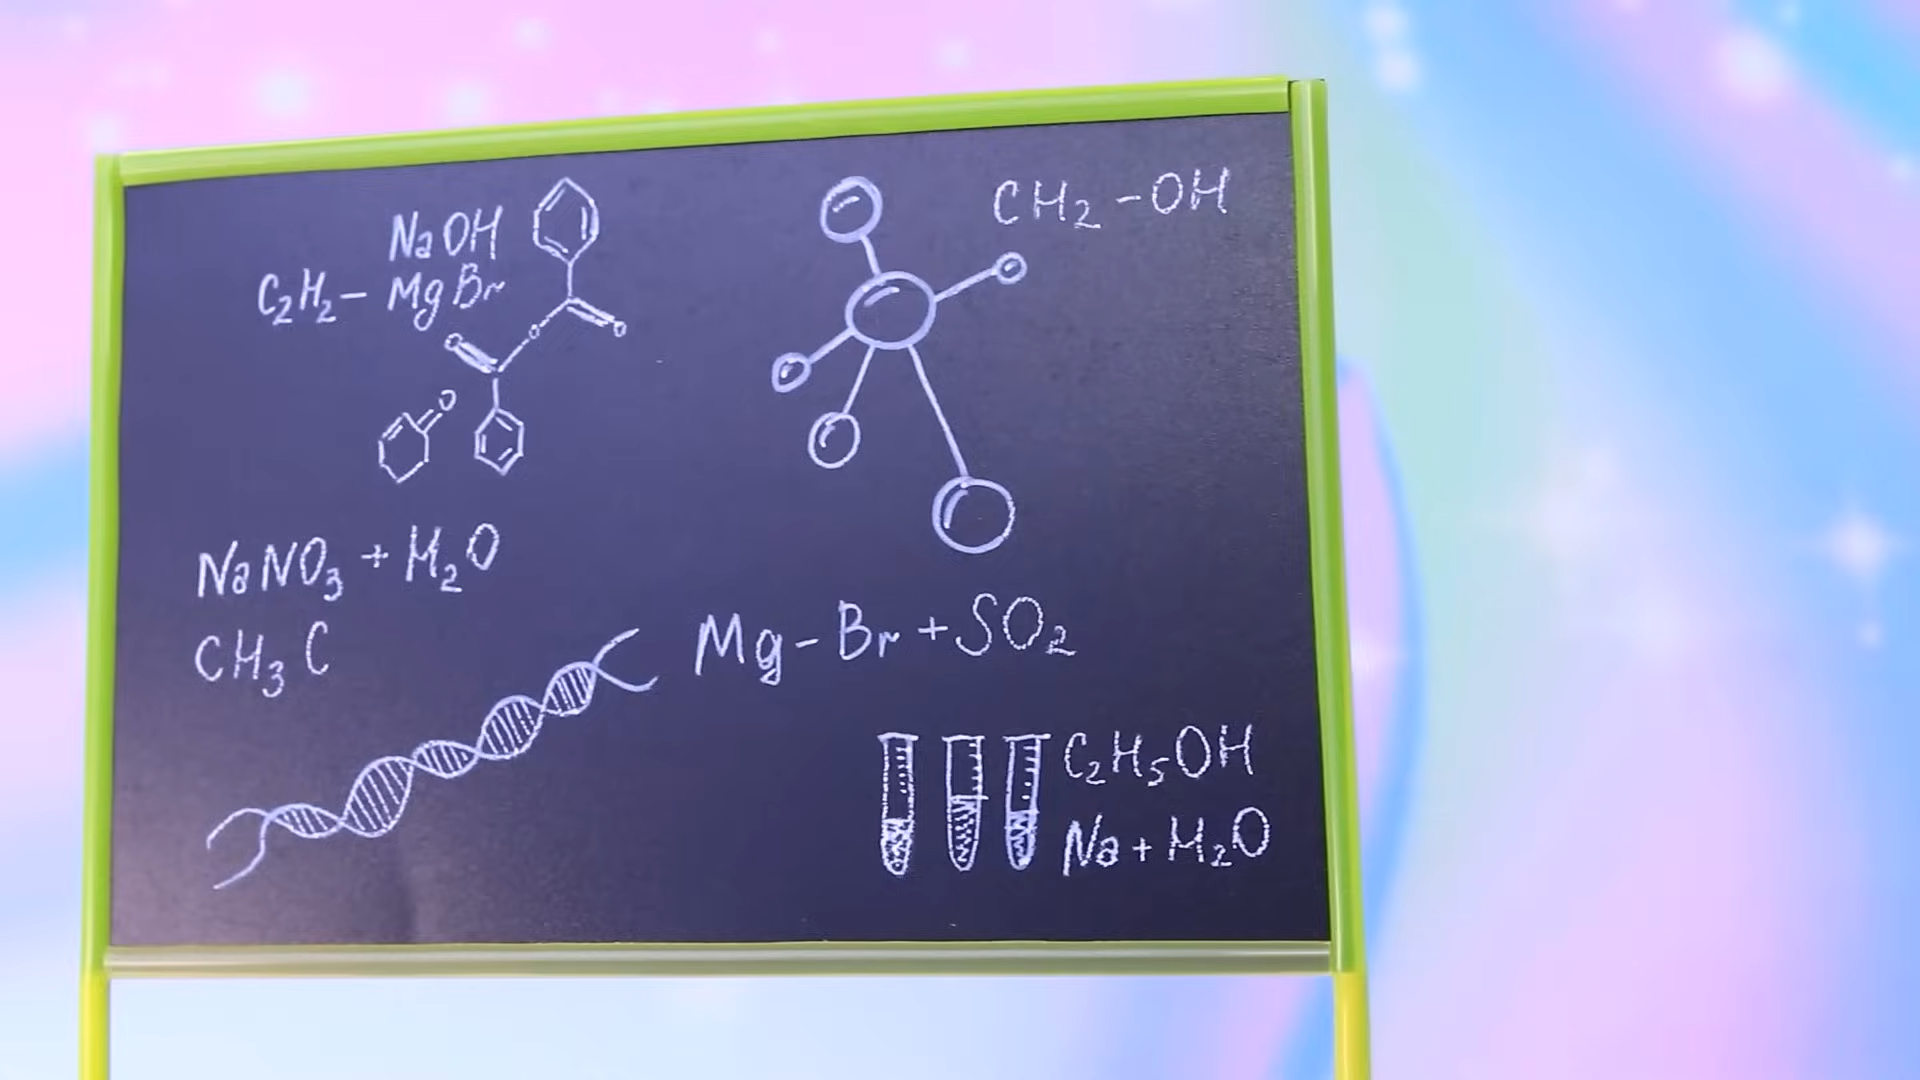 NaOH
C₂H₂- MgBr
O
O
O
O
CH₂-OH
NaNO₃ + H₂O
CH₃C
Mg-Br+SO₂
C₂H₅OH
Na+H₂O